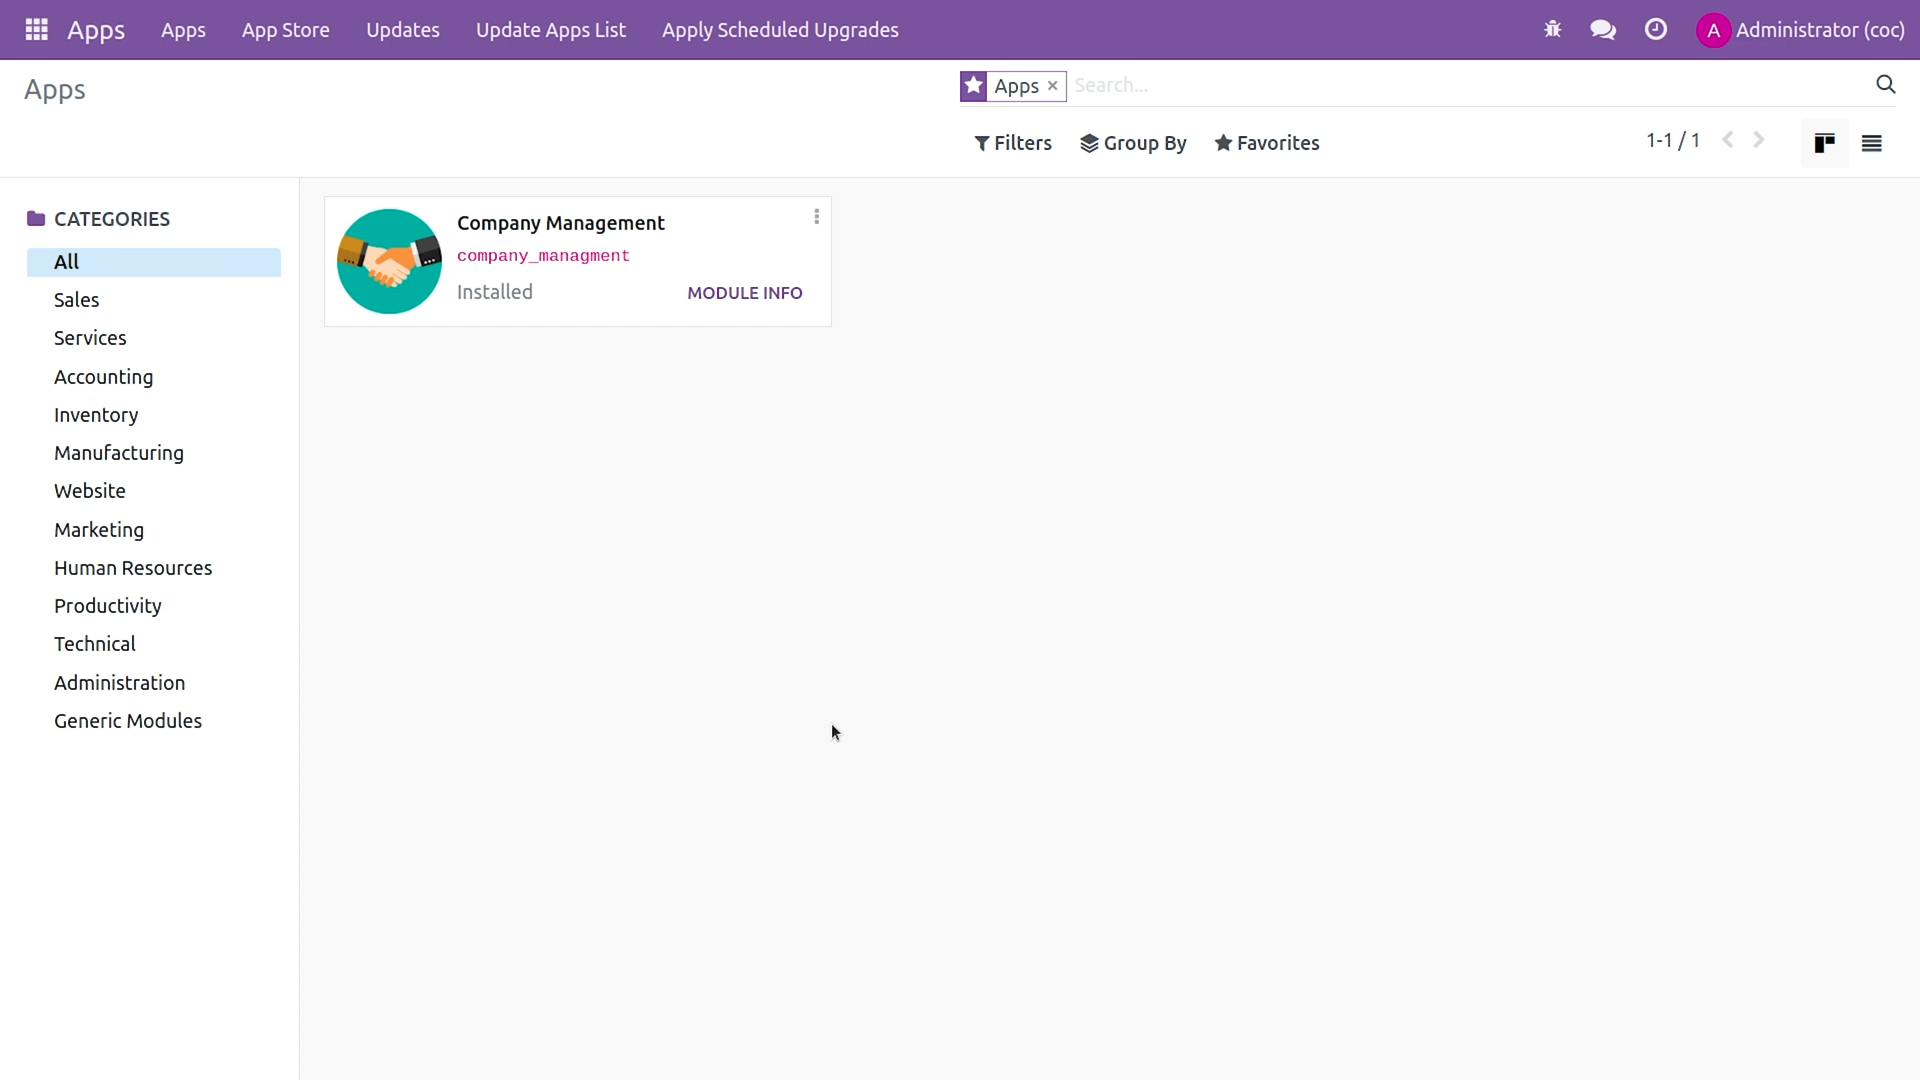 Apps Apps App Store Updates Update Apps List Apply Scheduled Upgrades A Administrator (coc)
Apps
Apps × Search...
Filters Group By Favorites 1-1 / 1
CATEGORIES
All
Sales
Services
Accounting
Inventory
Manufacturing
Website
Marketing
Human Resources
Productivity
Technical
Administration
Generic Modules
Company Management
company_managment
Installed MODULE INFO